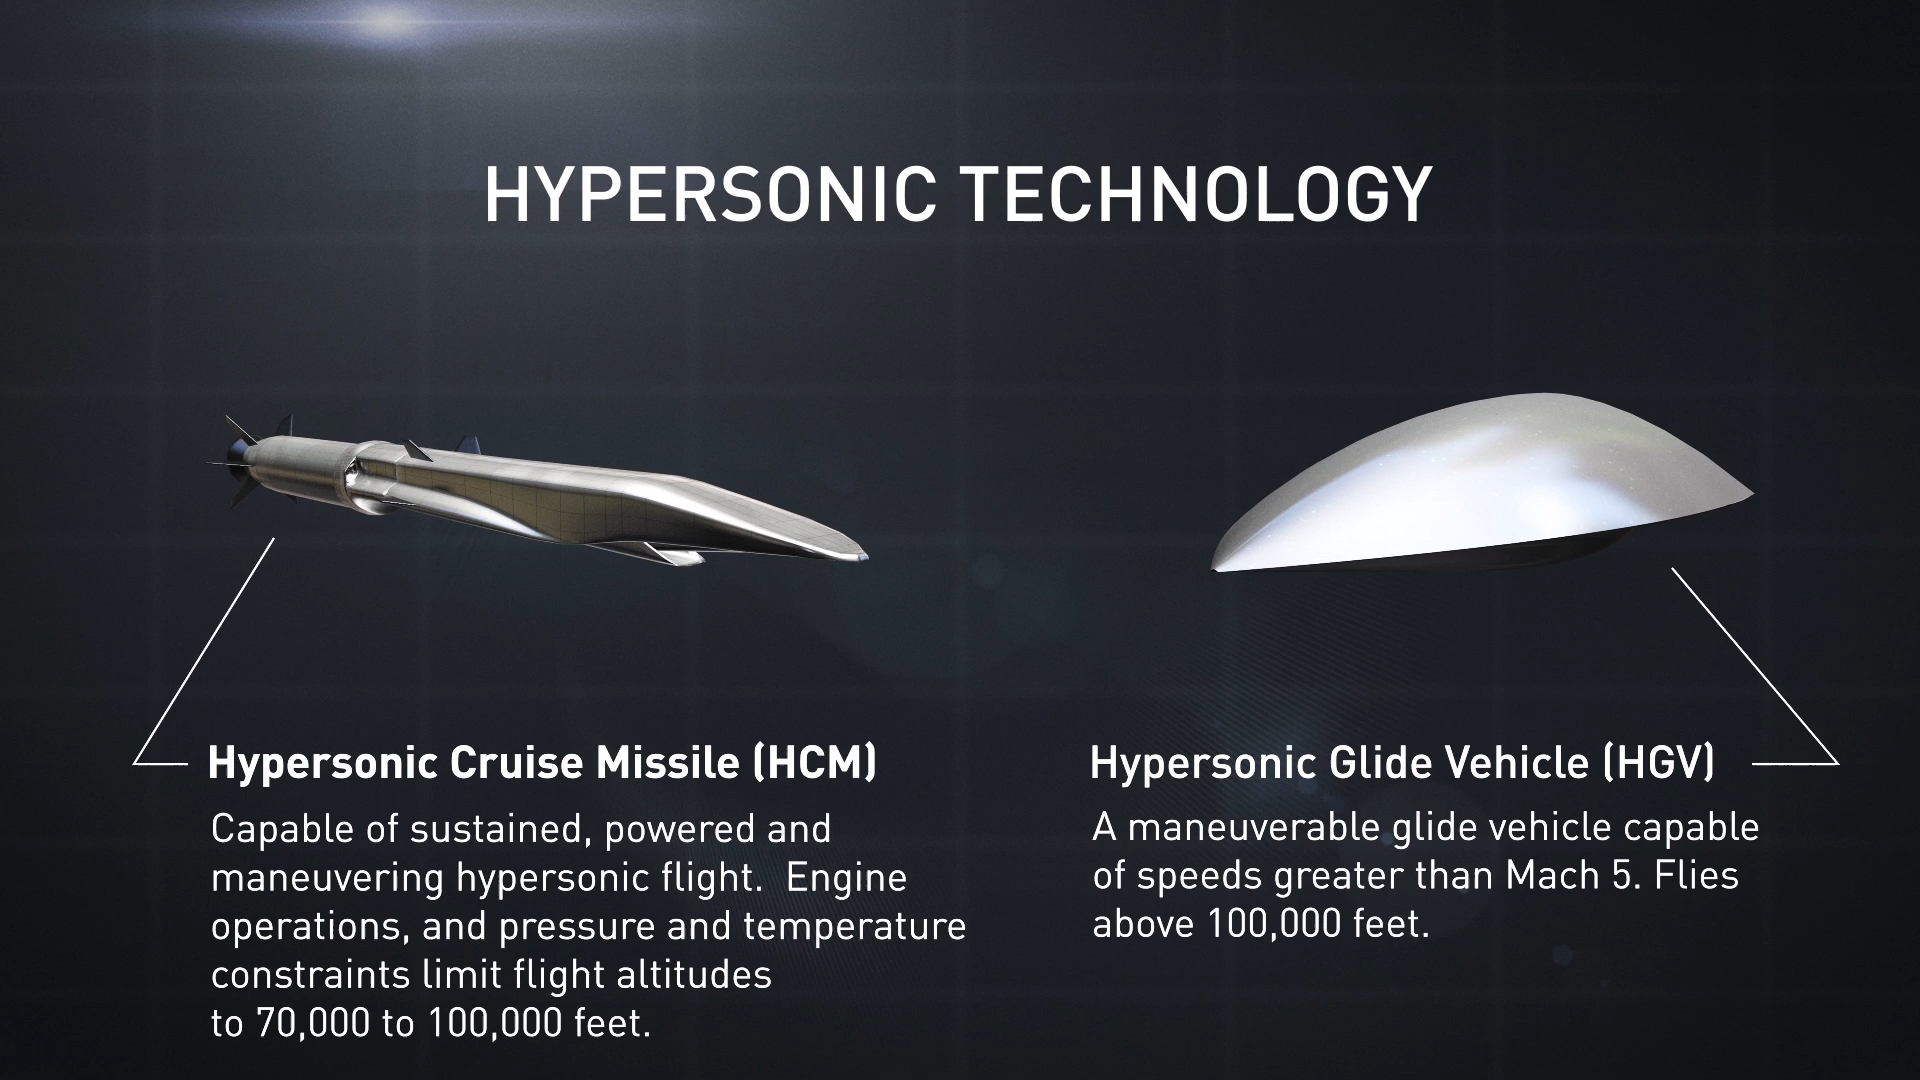 HYPERSONIC TECHNOLOGY
Hypersonic Cruise Missile (HCM)
Capable of sustained, powered and
maneuvering hypersonic flight.  Engine
operations, and pressure and temperature
constraints limit flight altitudes
to 70,000 to 100,000 feet.
Hypersonic Glide Vehicle (HGV)
A maneuverable glide vehicle capable
of speeds greater than Mach 5. Flies
above 100,000 feet.